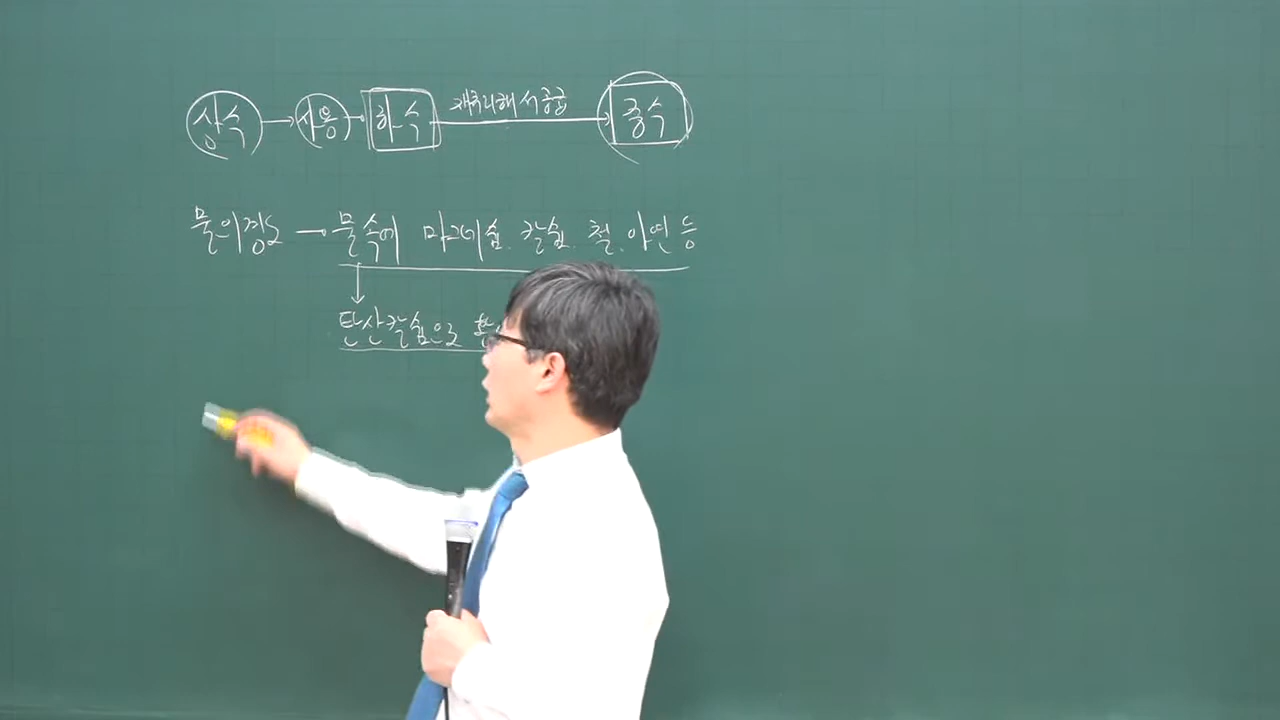 상수 → 사용 → 하수 재처리해서 공급 → 중수
물의 경도 → 물속에 마그네슘. 칼슘. 철. 아연 등
탄산칼슘으로